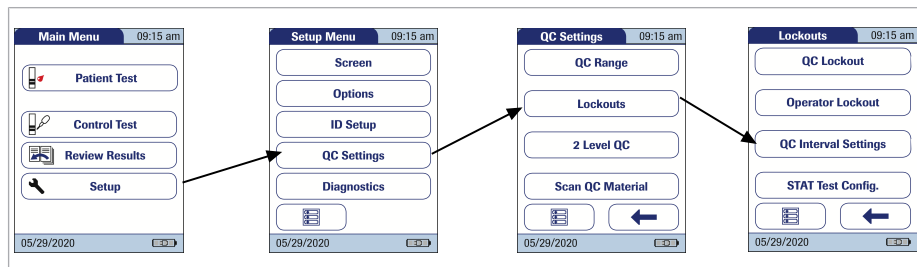 Main Menu 09:15 am
Patient Test
Control Test
Review Results
Setup
05/29/2020
Setup Menu 09:15 am
Screen
Options
ID Setup
QC Settings
Diagnostics
05/29/2020
QC Settings 09:15 am
QC Range
Lockouts
2 Level QC
Scan QC Material
05/29/2020
Lockouts 09:15 am
QC Lockout
Operator Lockout
QC Interval Settings
STAT Test Config.
05/29/2020